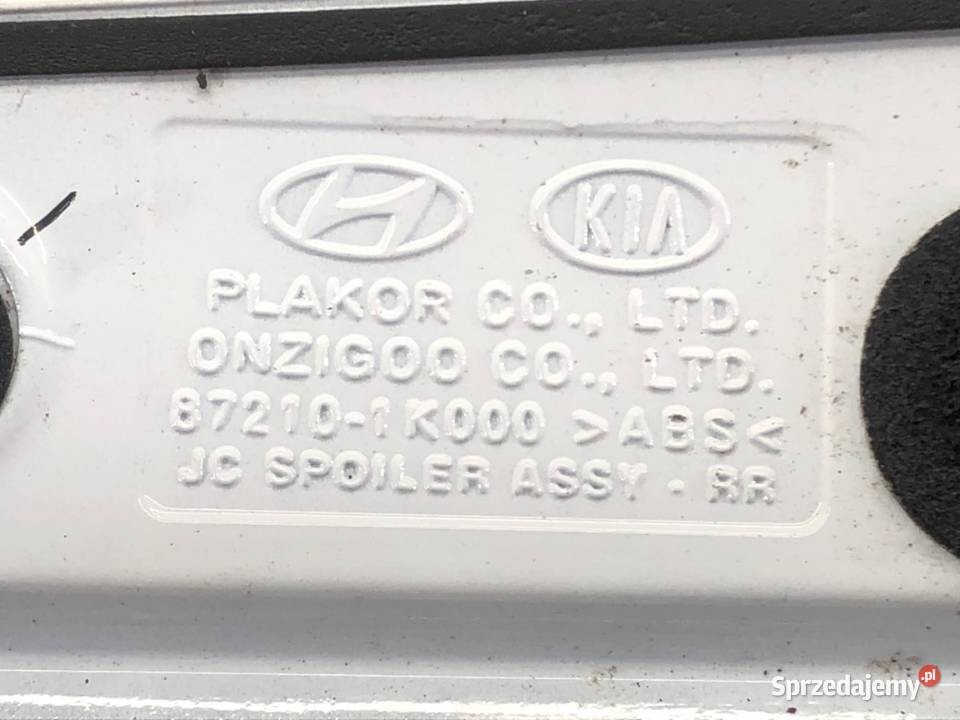 KIA
PLAKOR CO., LTD.
ONZIGOO CO., LTD.
87210-1K000 >ABS<
JC SPOILER ASSY - RR
Sprzedajemy.pl